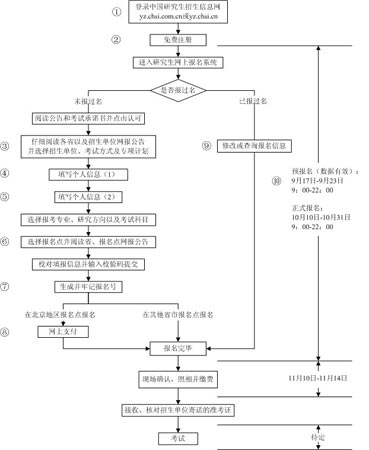 ① 登录中国研究生招生信息网
yz.chsi.com.cn或yz.chsi.cn
② 免费注册
进入研究生网上报名系统
是否报过名
未报过名 已报过名
阅读公告和考试承诺书并点击认可
③ 仔细阅读各省以及招生单位网报公告
并选择招生单位、考试方式及专项计划
⑨ 修改或查询报名信息
④ 填写个人信息（1）
⑤ 填写个人信息（2）
⑩ 预报名（数据有效）：
9月17日-9月23日
9：00-22：00
正式报名：
10月10日-10月31日
9：00-22：00
选择报考专业、研究方向以及考试科目
⑥ 选择报名点并阅读省、报名点网报公告
校对填报信息并输入校验码提交
⑦ 生成并牢记报名号
在北京地区报名点报名 在其他省市报名点报名
⑧ 网上支付
报名完毕
现场确认，照相并缴费
11月10日-11月14日
接收、核对招生单位寄送的准考证
考试
待定